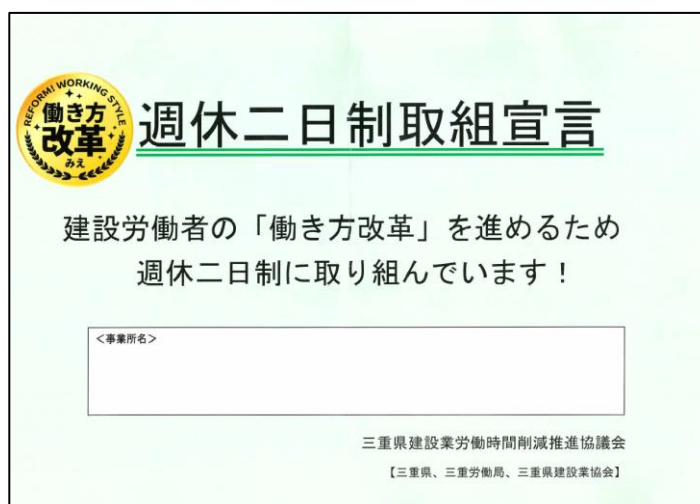 REFORM! WORKING STYLE
働き方
改革
みえ
週休二日制取組宣言
建設労働者の「働き方改革」を進めるため
週休二日制に取り組んでいます！
＜事業所名＞
三重県建設業労働時間削減推進協議会
【三重県、三重労働局、三重県建設業協会】